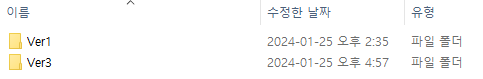 이름 수정한 날짜 유형
Ver1 2024-01-25 오후 2:35 파일 폴더
Ver3 2024-01-25 오후 4:57 파일 폴더